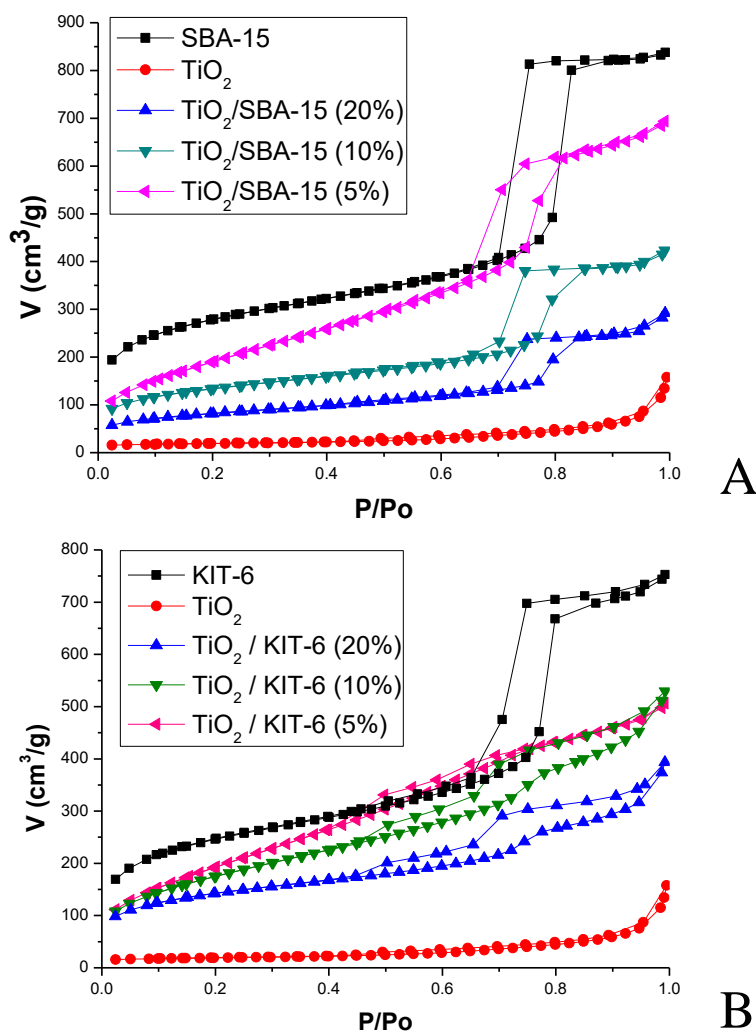 900
800
700
600
500
400
300
200
100
0
V (cm³/g)
SBA-15
TiO₂
TiO₂/SBA-15 (20%)
TiO₂/SBA-15 (10%)
TiO₂/SBA-15 (5%)
0.0 0.2 0.4 0.6 0.8 1.0
P/Po
A
800
700
600
500
400
300
200
100
0
V (cm³/g)
KIT-6
TiO₂
TiO₂ / KIT-6 (20%)
TiO₂ / KIT-6 (10%)
TiO₂ / KIT-6 (5%)
0.0 0.2 0.4 0.6 0.8 1.0
P/Po
B